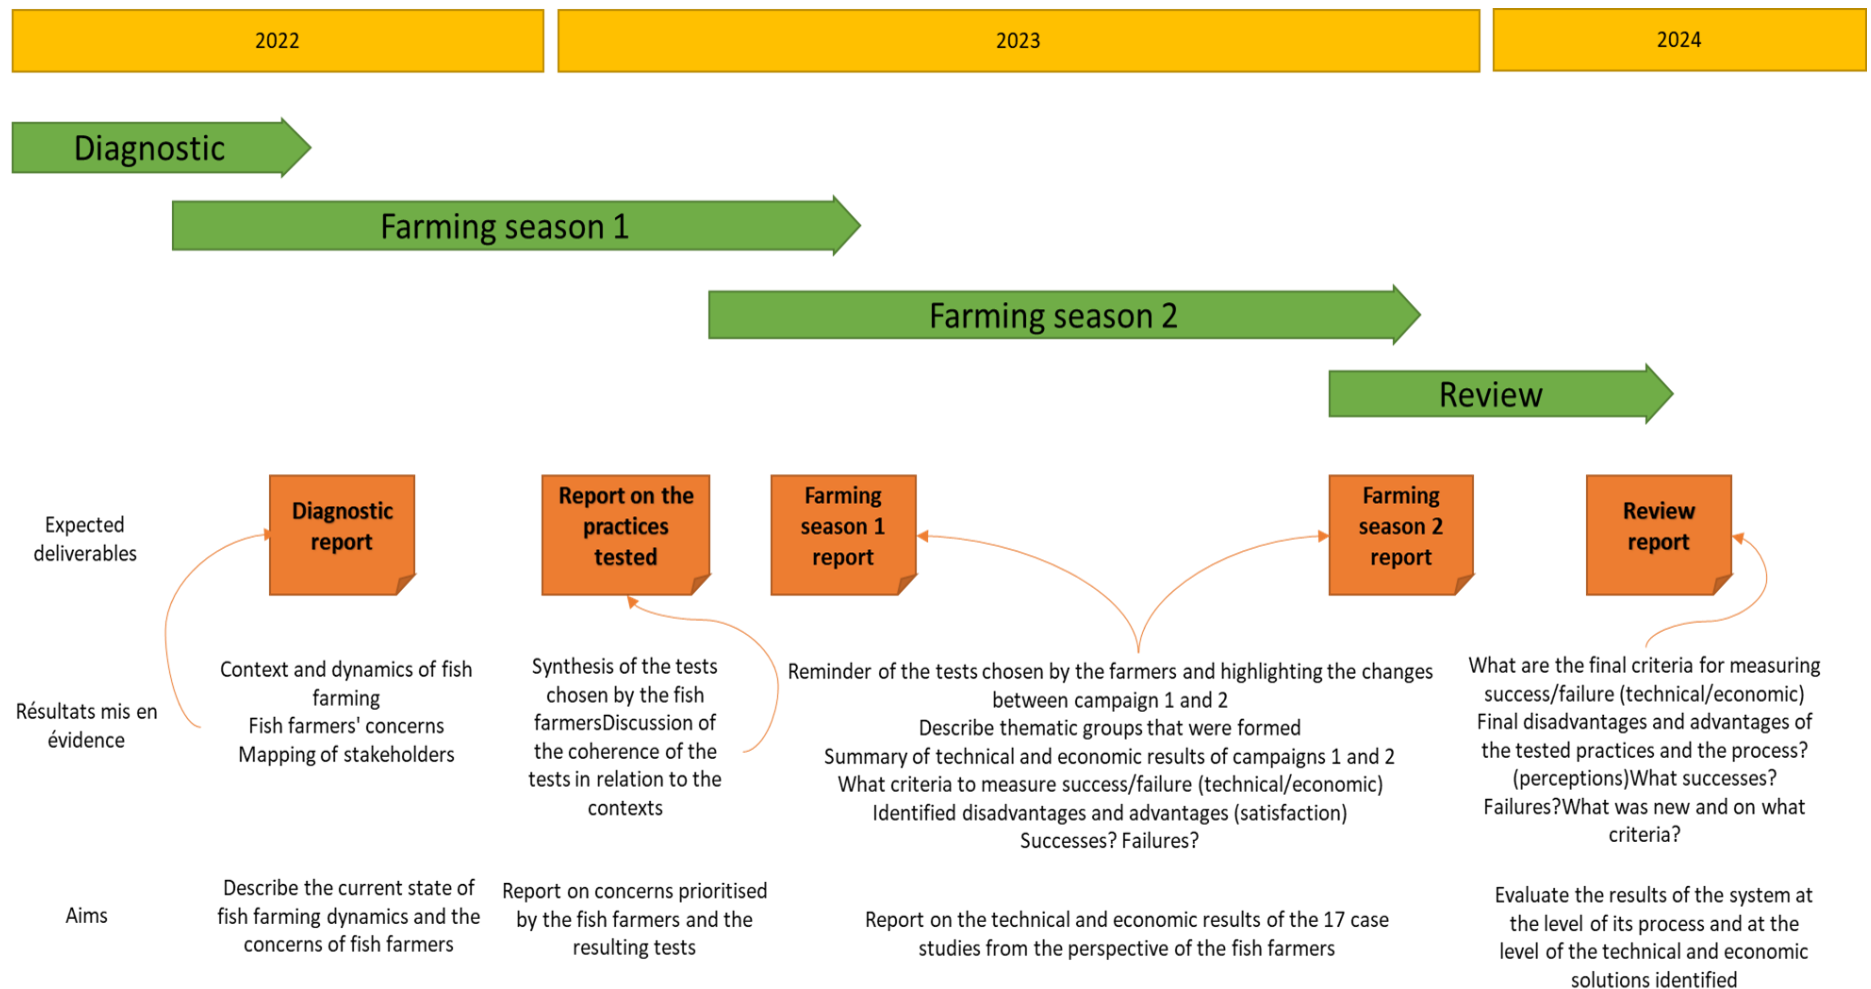 2022
2023
2024
Diagnostic
Farming season 1
Farming season 2
Review
Expected
deliverables
Diagnostic
report
Report on the
practices
tested
Farming
season 1
report
Farming
season 2
report
Review
report
Résultats mis en
évidence
Context and dynamics of fish
farming
Fish farmers' concerns
Mapping of stakeholders
Synthesis of the tests
chosen by the fish
farmersDiscussion of
the coherence of the
tests in relation to the
contexts
Reminder of the tests chosen by the farmers and highlighting the changes
between campaign 1 and 2
Describe thematic groups that were formed
Summary of technical and economic results of campaigns 1 and 2
What criteria to measure success/failure (technical/economic)
Identified disadvantages and advantages (satisfaction)
Successes? Failures?
What are the final criteria for measuring
success/failure (technical/economic)
Final disadvantages and advantages of
the tested practices and the process?
(perceptions)What successes?
Failures?What was new and on what
criteria?
Aims
Describe the current state of
fish farming dynamics and the
concerns of fish farmers
Report on concerns prioritised
by the fish farmers and the
resulting tests
Report on the technical and economic results of the 17 case
studies from the perspective of the fish farmers
Evaluate the results of the system at
the level of its process and at the
level of the technical and economic
solutions identified